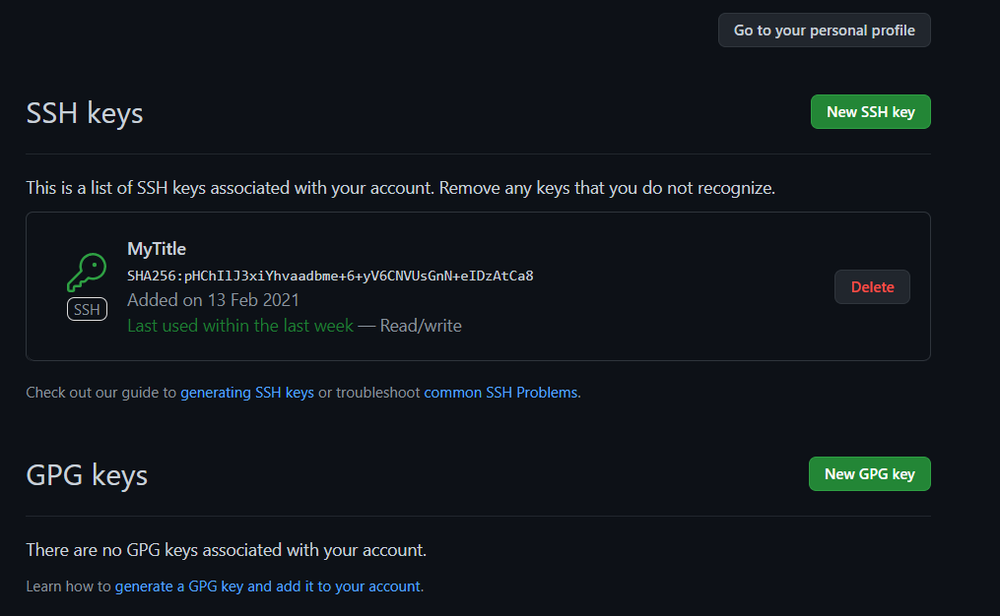 Go to your personal profile
SSH keys
New SSH key
This is a list of SSH keys associated with your account. Remove any keys that you do not recognize.
MyTitle
SHA256:pHChIlJ3xiYhvaadbme+6+yV6CNVUsGnN+eIDzAtCa8
Added on 13 Feb 2021
Last used within the last week — Read/write
SSH
Delete
Check out our guide to generating SSH keys or troubleshoot common SSH Problems.
GPG keys
New GPG key
There are no GPG keys associated with your account.
Learn how to generate a GPG key and add it to your account.